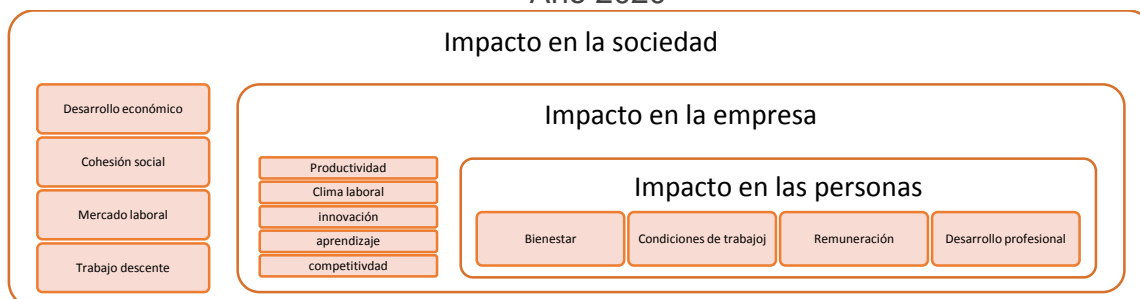 Impacto en la sociedad
Desarrollo económico
Cohesión social
Mercado laboral
Trabajo descente
Impacto en la empresa
Productividad
Clima laboral
innovación
aprendizaje
competitivdad
Impacto en las personas
Bienestar
Condiciones de trabajoj
Remuneración
Desarrollo profesional